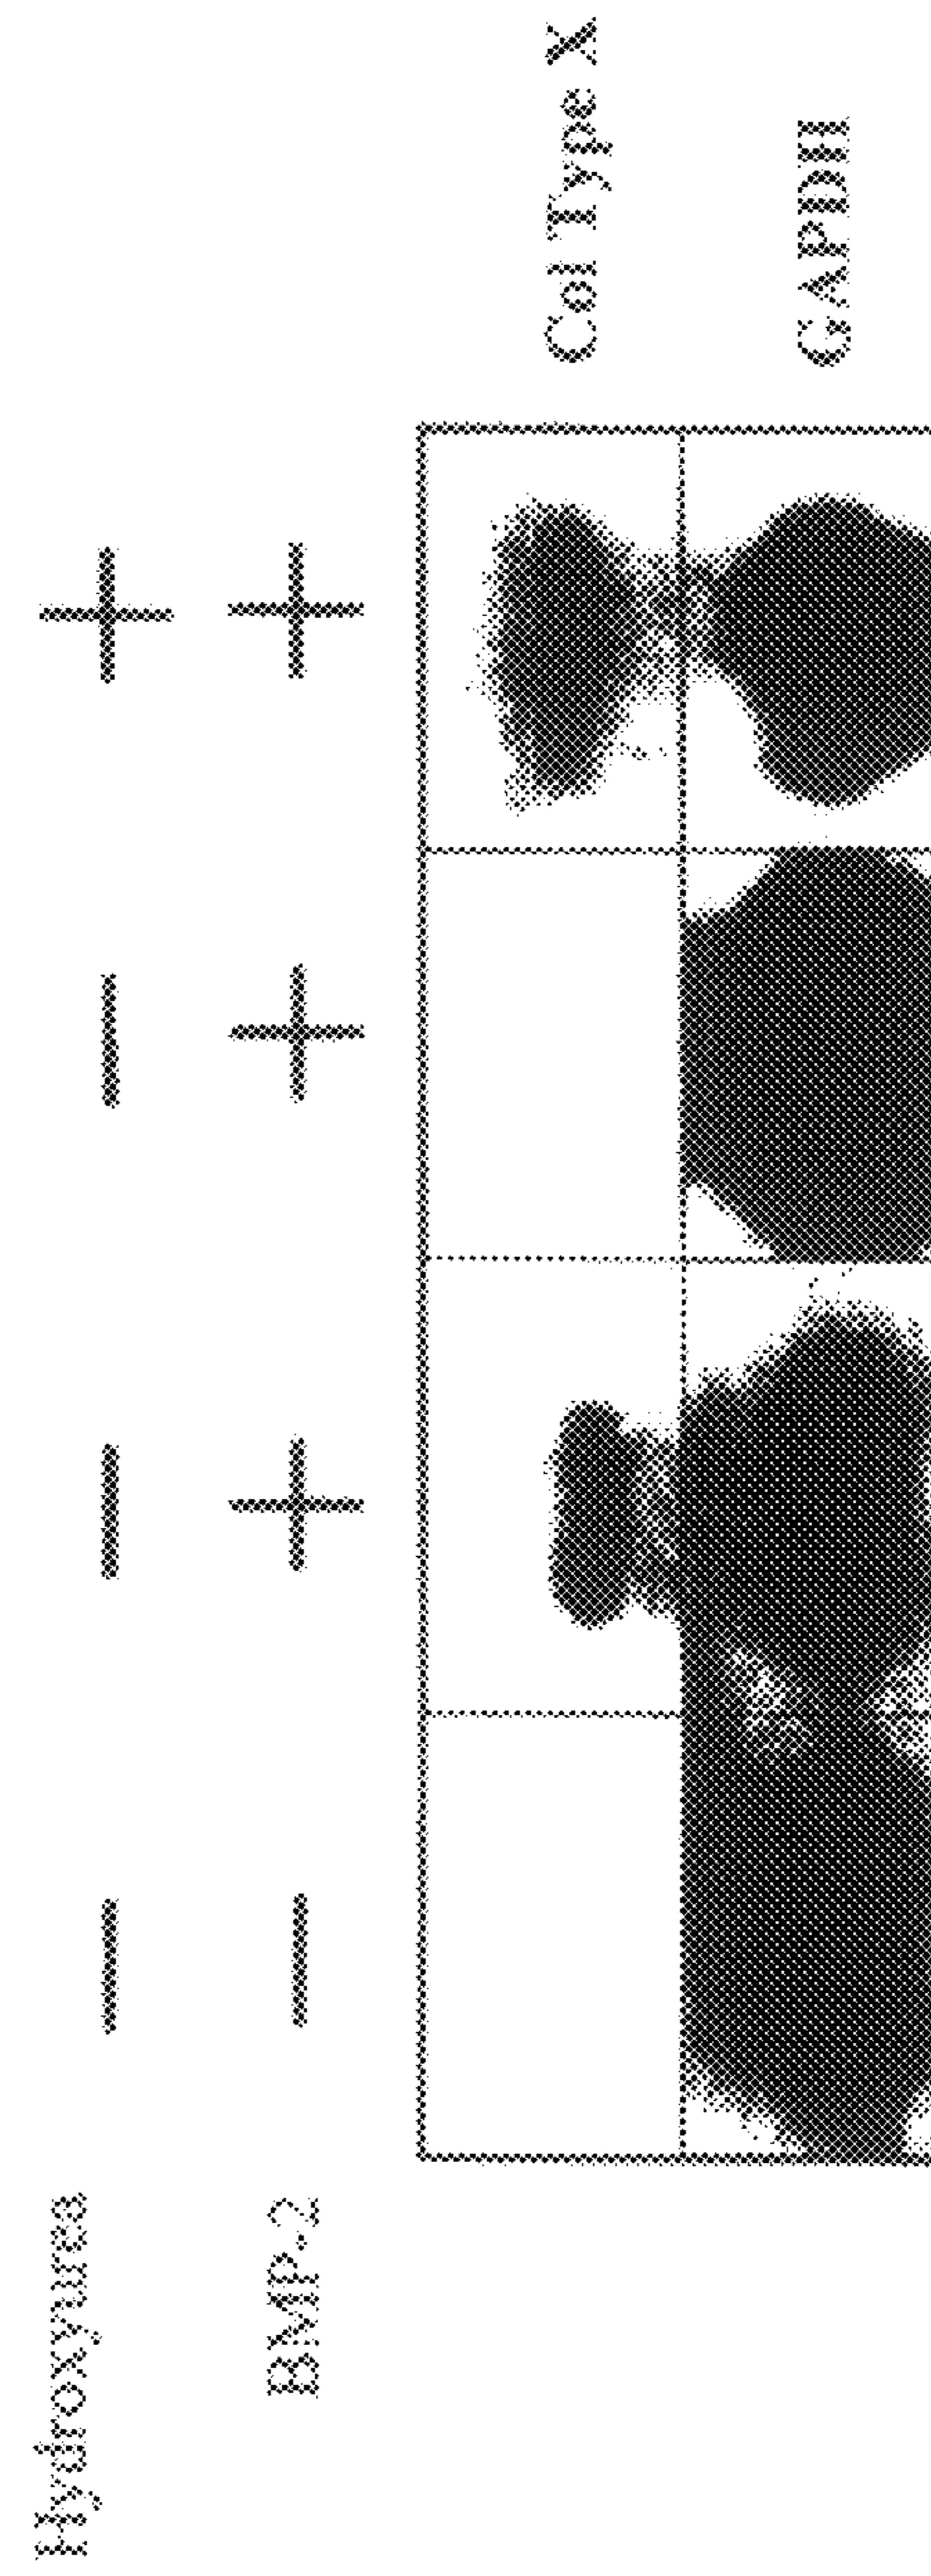 Hydroxyurea − − − +
BMP-2 − + + +
Col Type X
GAPDH